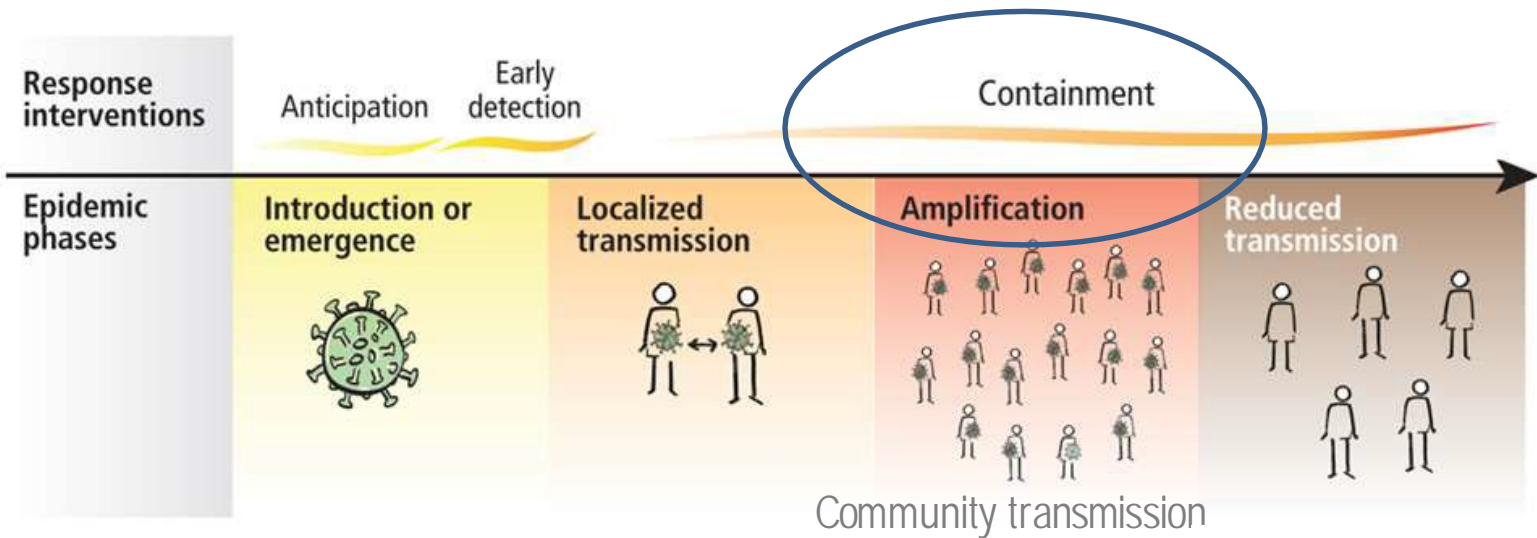 Response
interventions
Anticipation
Early
detection
Containment
Epidemic
phases
Introduction or
emergence
Localized
transmission
Amplification
Reduced
transmission
Community transmission